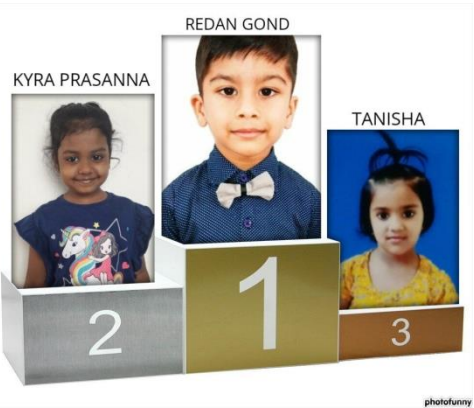 REDAN GOND
KYRA PRASANNA
TANISHA
1
2
3
photofunny